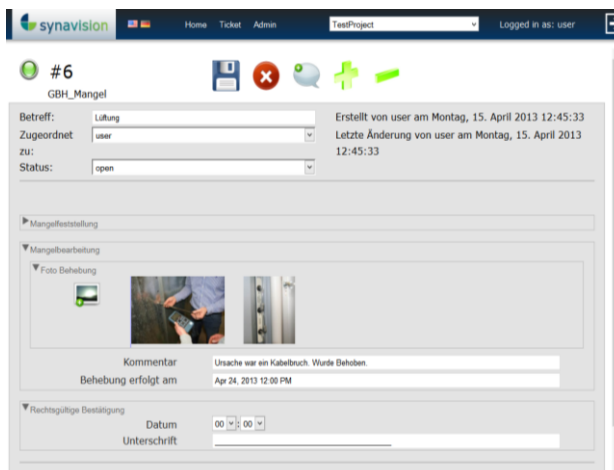 synavision Home Ticket Admin TestProject Logged in as: user
#6
GBH_Mangel
Betreff: Lüftung
Erstellt von user am Montag, 15. April 2013 12:45:33
Zugeordnet zu: user
Letzte Änderung von user am Montag, 15. April 2013 12:45:33
Status: open
Mangelfeststellung
Mangelbearbeitung
Foto Behebung
Kommentar Ursache war ein Kabelbruch. Wurde Behoben.
Behebung erfolgt am Apr 24, 2013 12:00 PM
Rechtsgültige Bestätigung
Datum 00 : 00
Unterschrift